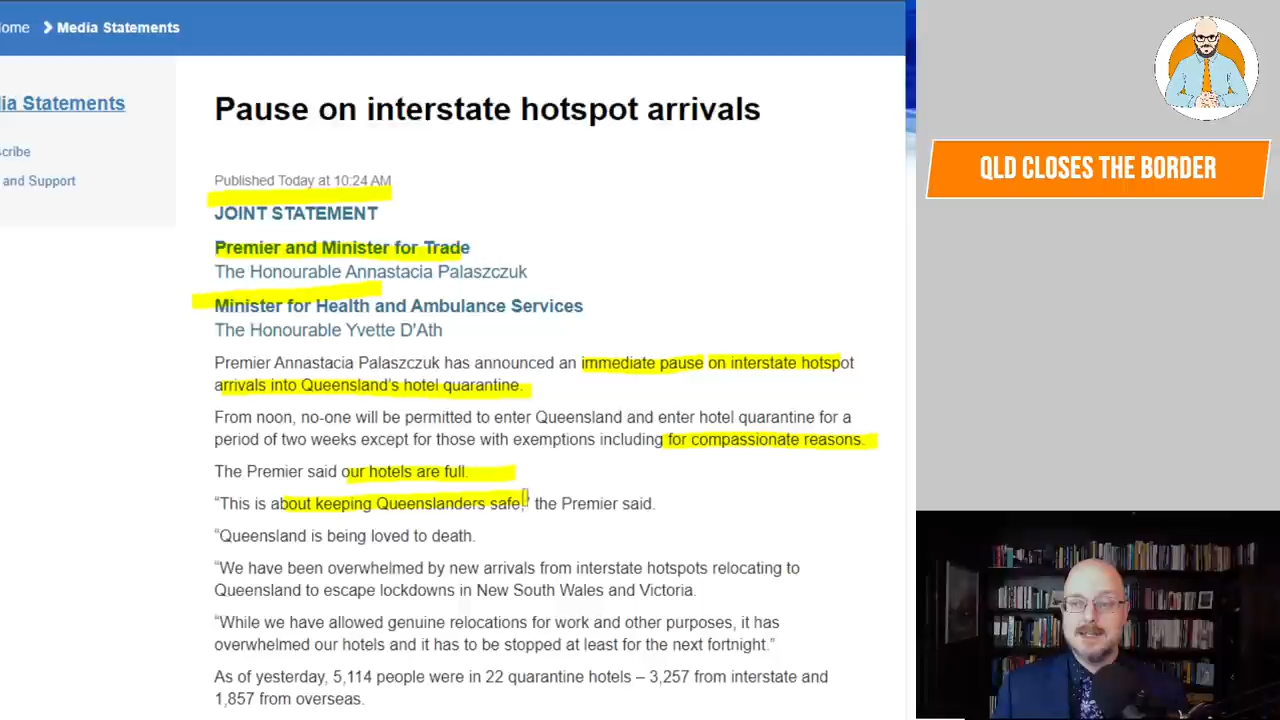 ome > Media Statements
ia Statements
cribe
and Support
Pause on interstate hotspot arrivals
Published Today at 10:24 AM
JOINT STATEMENT
Premier and Minister for Trade
The Honourable Annastacia Palaszczuk
Minister for Health and Ambulance Services
The Honourable Yvette D'Ath
Premier Annastacia Palaszczuk has announced an immediate pause on interstate hotspot
arrivals into Queensland's hotel quarantine.
From noon, no-one will be permitted to enter Queensland and enter hotel quarantine for a
period of two weeks except for those with exemptions including for compassionate reasons.
The Premier said our hotels are full.
“This is about keeping Queenslanders safe,” the Premier said.
“Queensland is being loved to death.
“We have been overwhelmed by new arrivals from interstate hotspots relocating to
Queensland to escape lockdowns in New South Wales and Victoria.
“While we have allowed genuine relocations for work and other purposes, it has
overwhelmed our hotels and it has to be stopped at least for the next fortnight.”
As of yesterday, 5,114 people were in 22 quarantine hotels – 3,257 from interstate and
1,857 from overseas.
QLD CLOSES THE BORDER